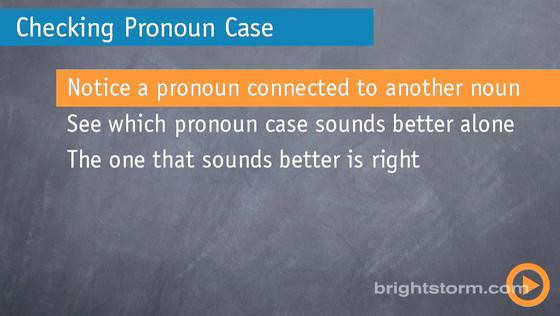 Checking Pronoun Case
Notice a pronoun connected to another noun
See which pronoun case sounds better alone
The one that sounds better is right
brightstorm.com